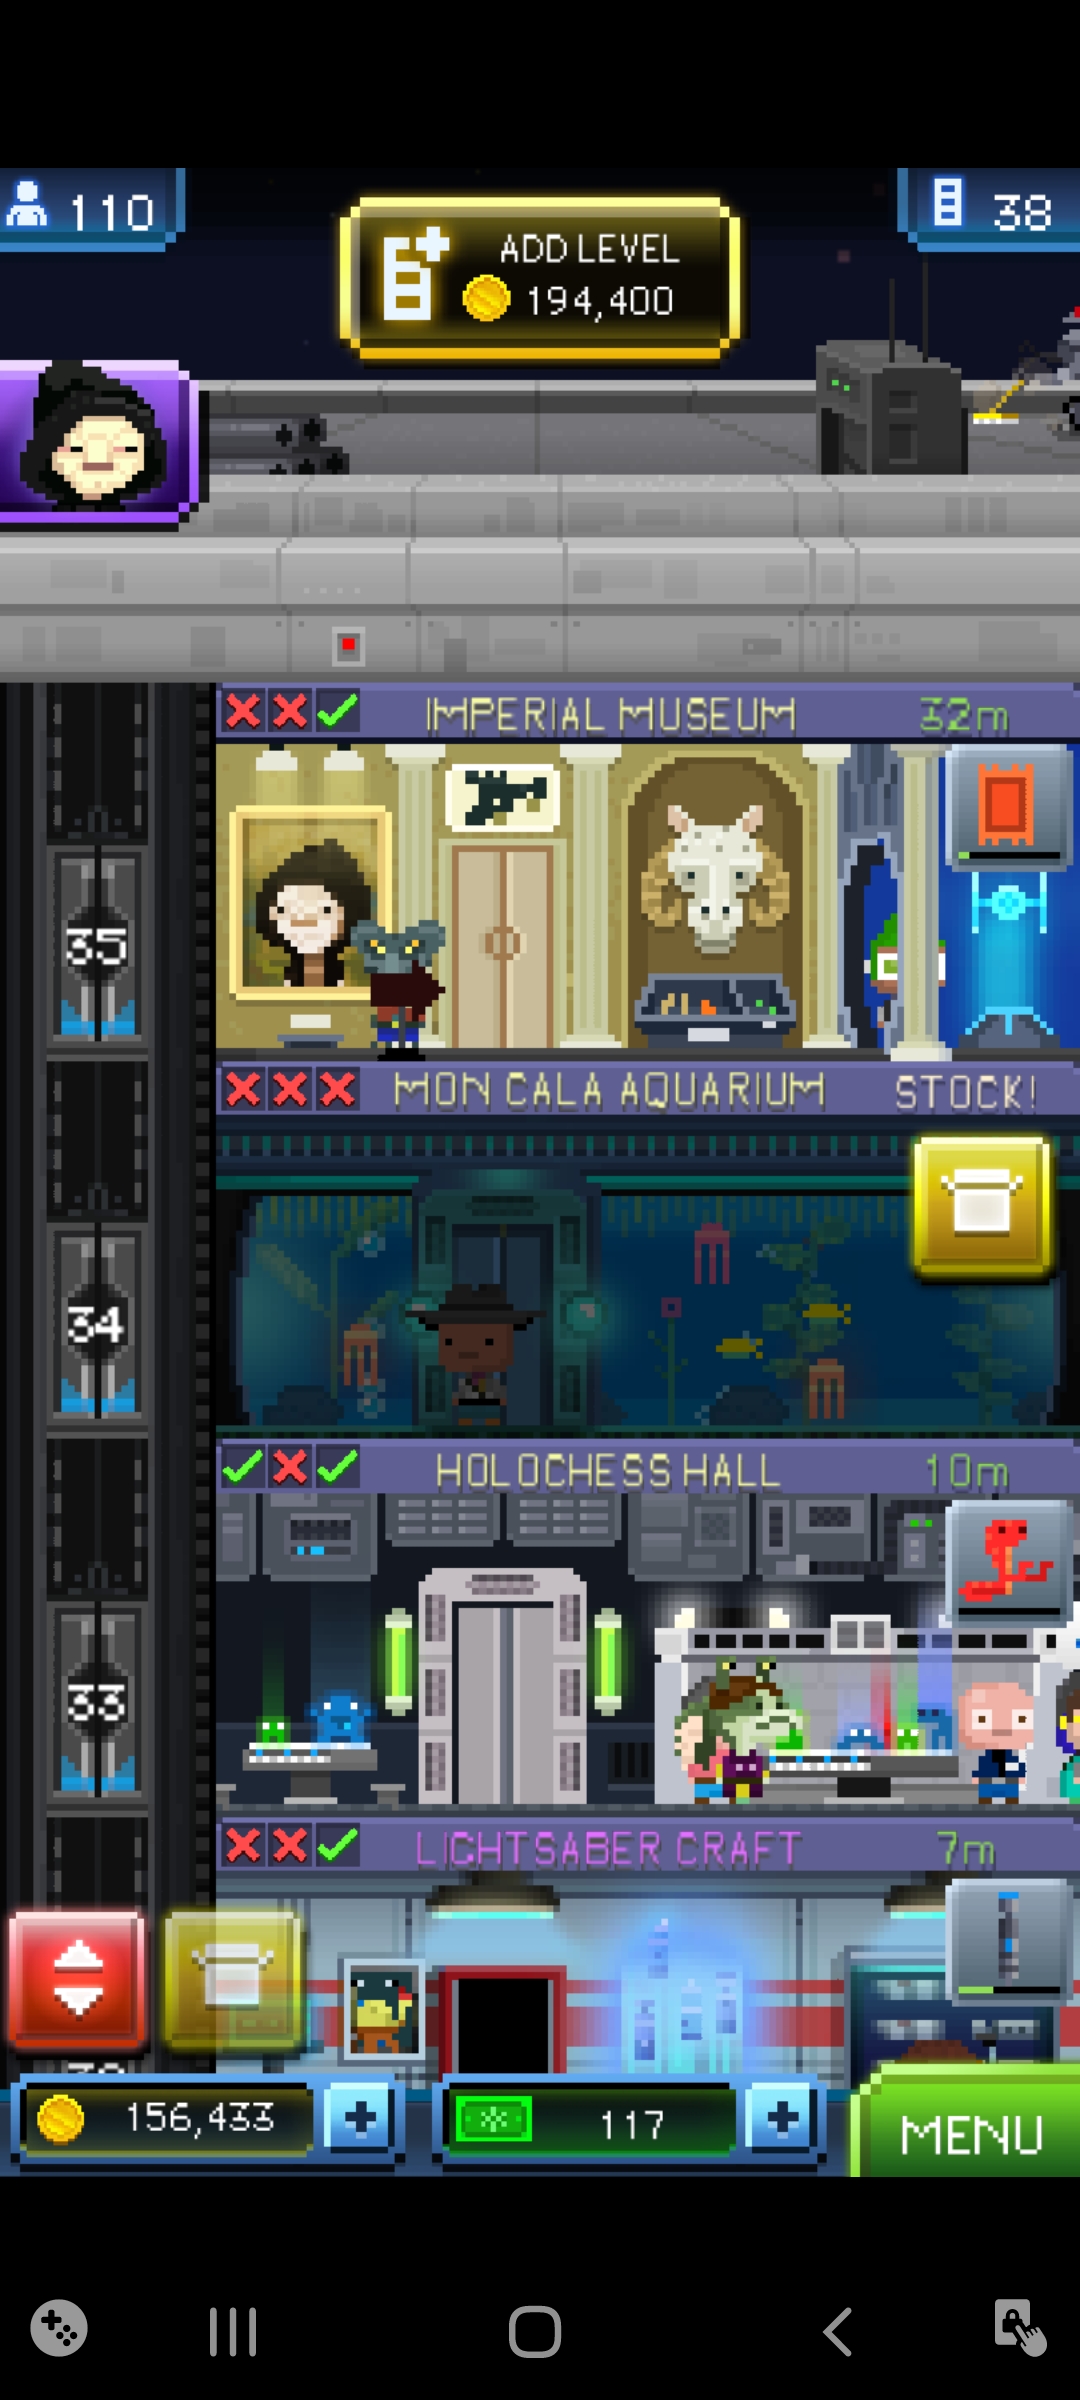 110
ADD LEVEL
194,400
38
IMPERIAL MUSEUM 32m
35
MON CALA AQUARIUM STOCK!
34
HOLOCHESS HALL 10m
33
LIGHTSABER CRAFT 7m
156,433
117
MENU